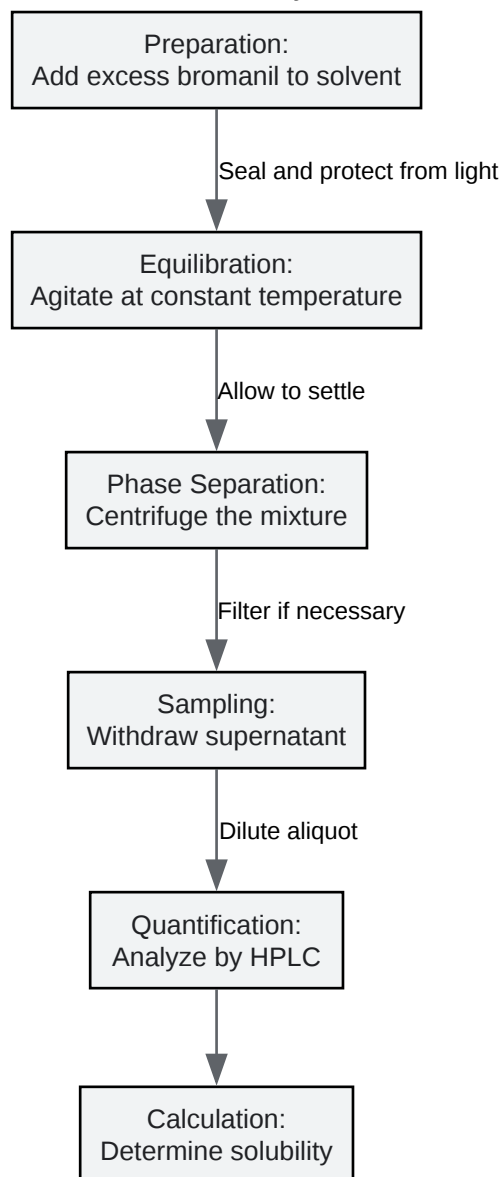 Preparation:
Add excess bromanil to solvent
Seal and protect from light
Equilibration:
Agitate at constant temperature
Allow to settle
Phase Separation:
Centrifuge the mixture
Filter if necessary
Sampling:
Withdraw supernatant
Dilute aliquot
Quantification:
Analyze by HPLC
Calculation:
Determine solubility